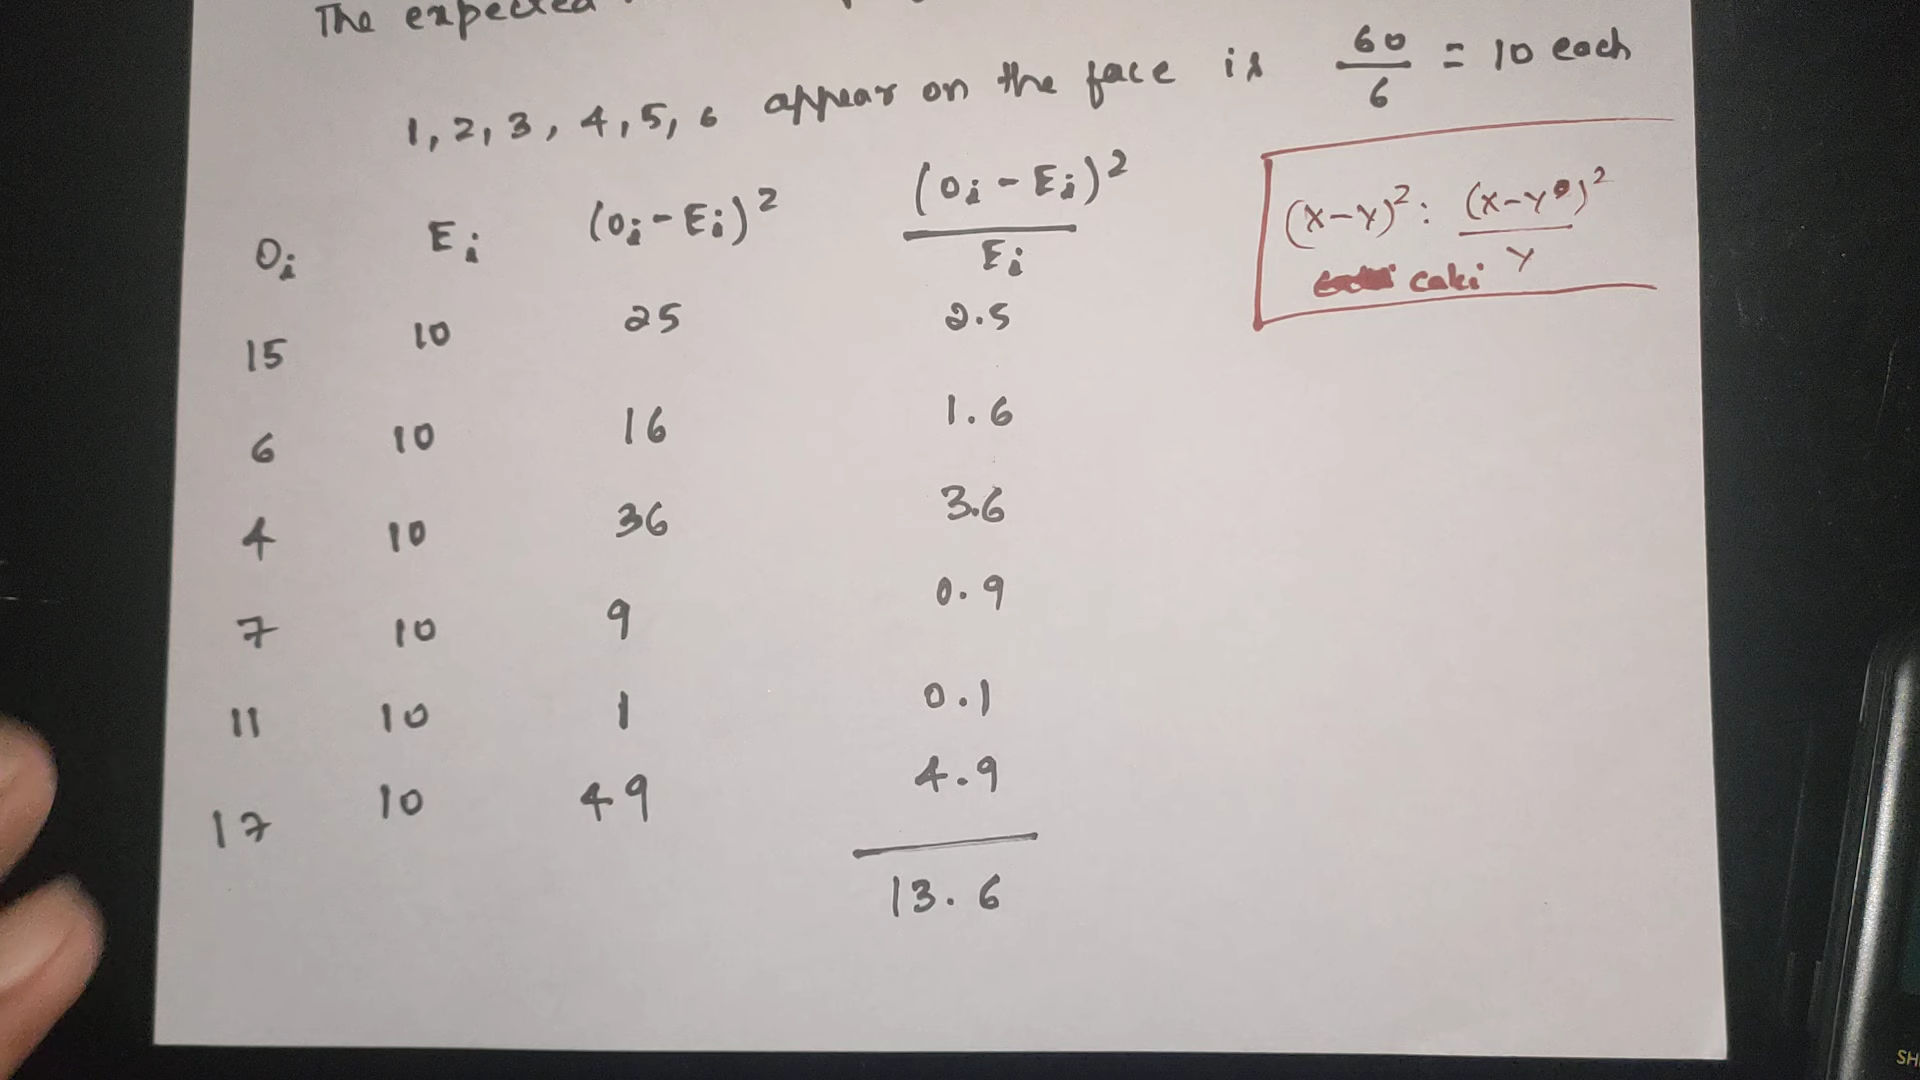 The expected
1, 2, 3, 4, 5, 6 appear on the face is 60/6 = 10 each
Oi Ei (Oi-Ei)² (Oi-Ei)²/Ei
15 10 25 2.5
6 10 16 1.6
4 10 36 3.6
7 10 9 0.9
11 10 1 0.1
17 10 49 4.9
13.6
(X-Y)²: (X-Y)²/Y
calci
SH